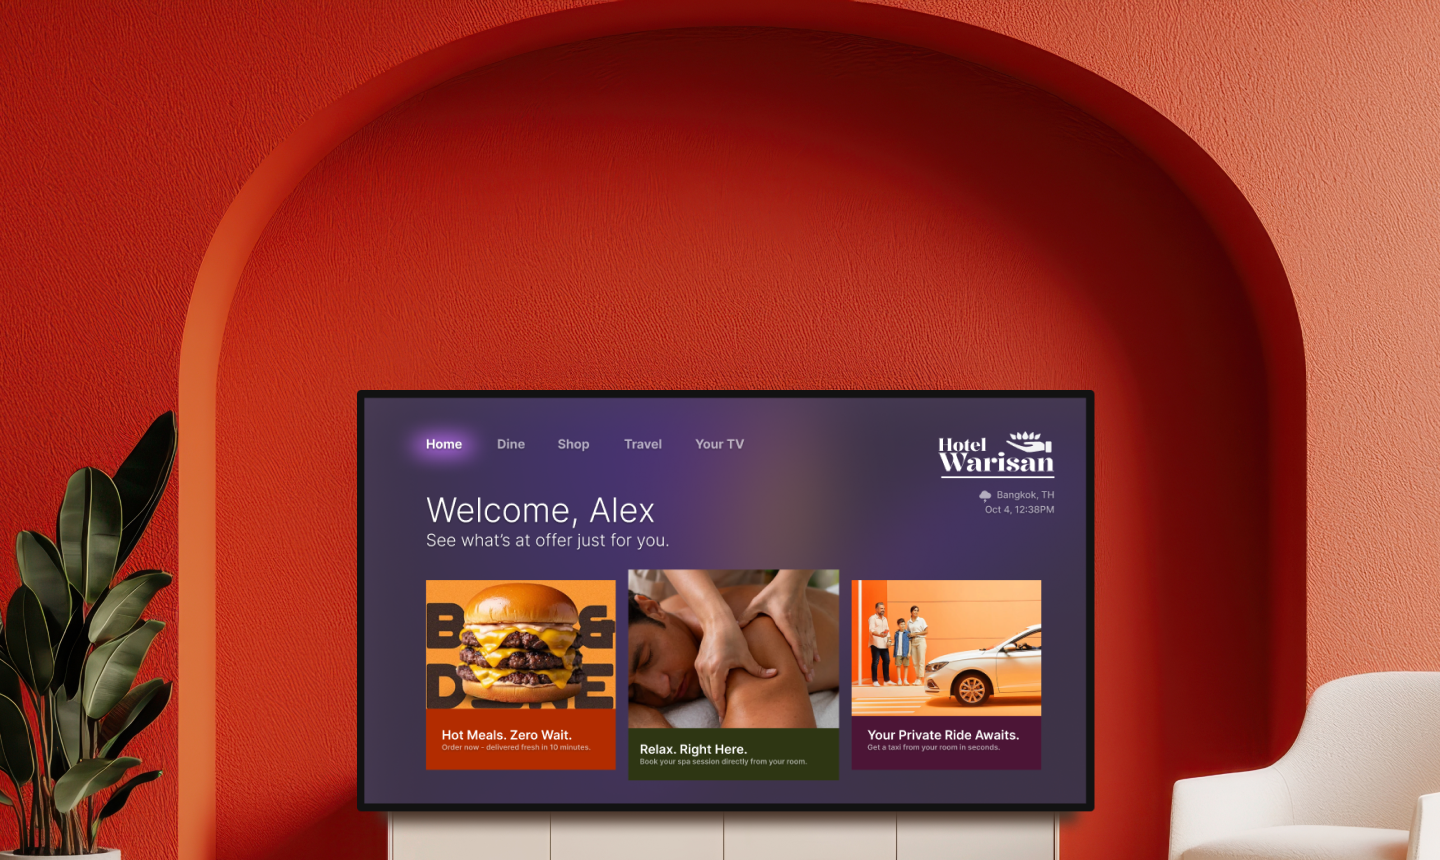 Home Dine Shop Travel Your TV
Hotel
Warisan
Bangkok, TH
Oct 4, 12:38PM
Welcome, Alex
See what's at offer just for you.
B &
D NE
Hot Meals. Zero Wait.
Order now - delivered fresh in 10 minutes.
Relax. Right Here.
Book your spa session directly from your room.
Your Private Ride Awaits.
Get a taxi from your room in seconds.